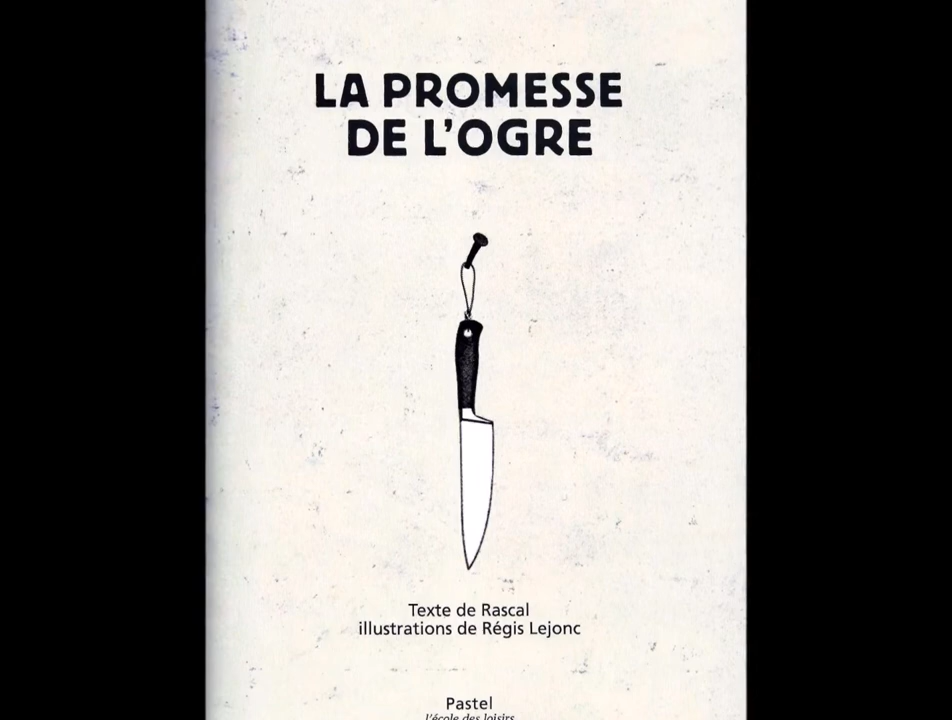 LA PROMESSE
DE L'OGRE
Texte de Rascal
illustrations de Régis Lejonc
Pastel
l'école des loisirs